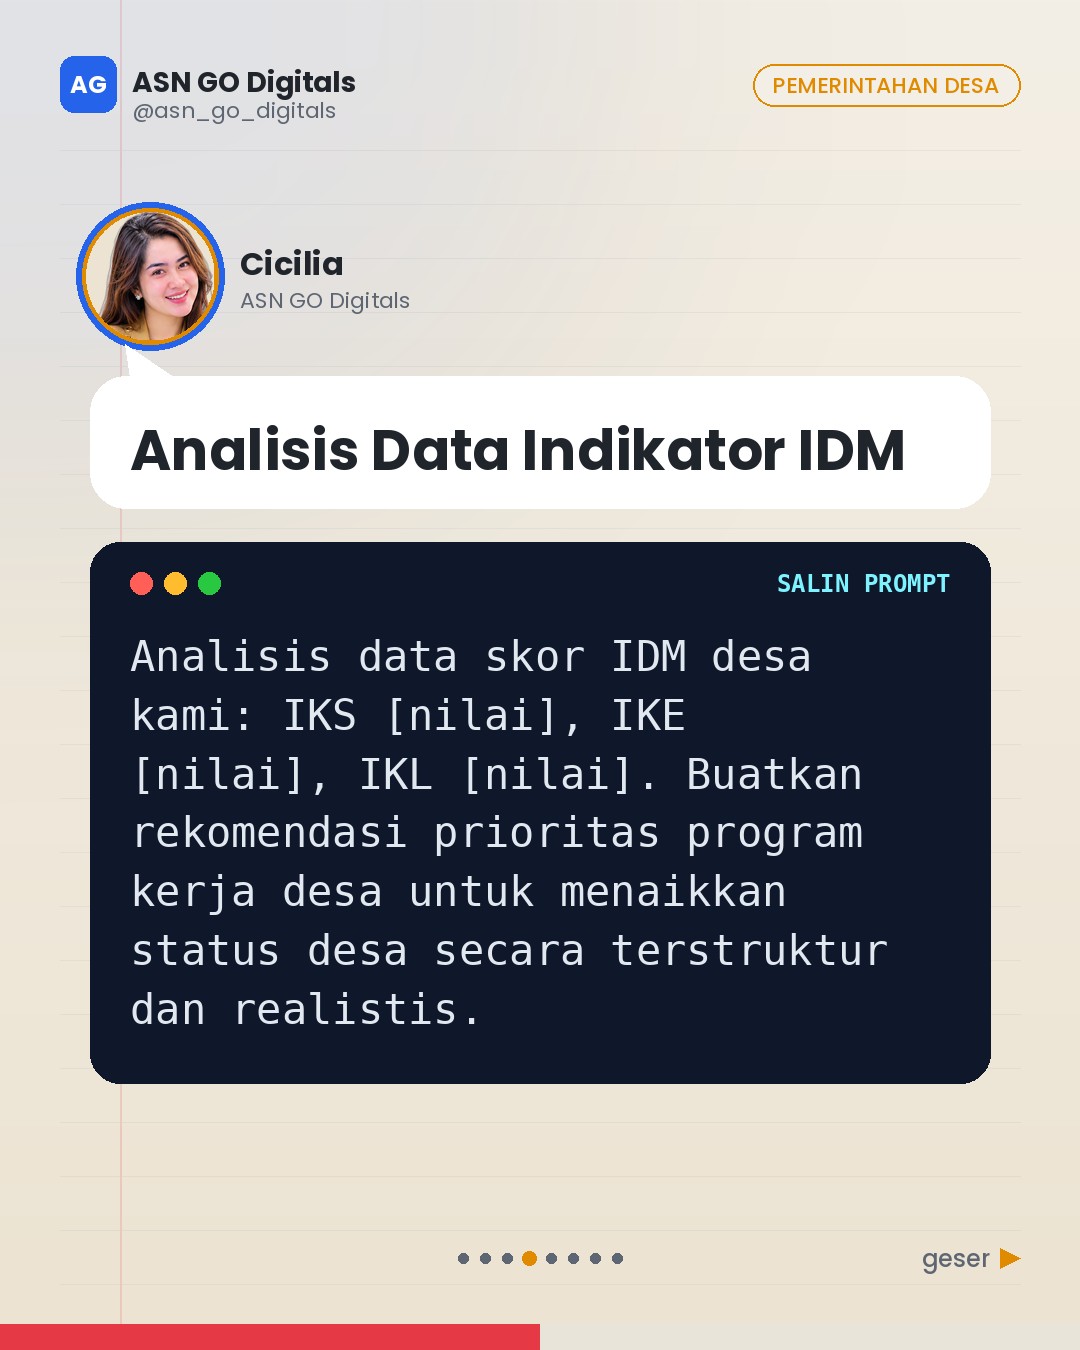 AG
ASN GO Digitals
@asn_go_digitals
PEMERINTAHAN DESA
Cicilia
ASN GO Digitals
Analisis Data Indikator IDM
SALIN PROMPT
Analisis data skor IDM desa
kami: IKS [nilai], IKE
[nilai], IKL [nilai]. Buatkan
rekomendasi prioritas program
kerja desa untuk menaikkan
status desa secara terstruktur
dan realistis.
geser